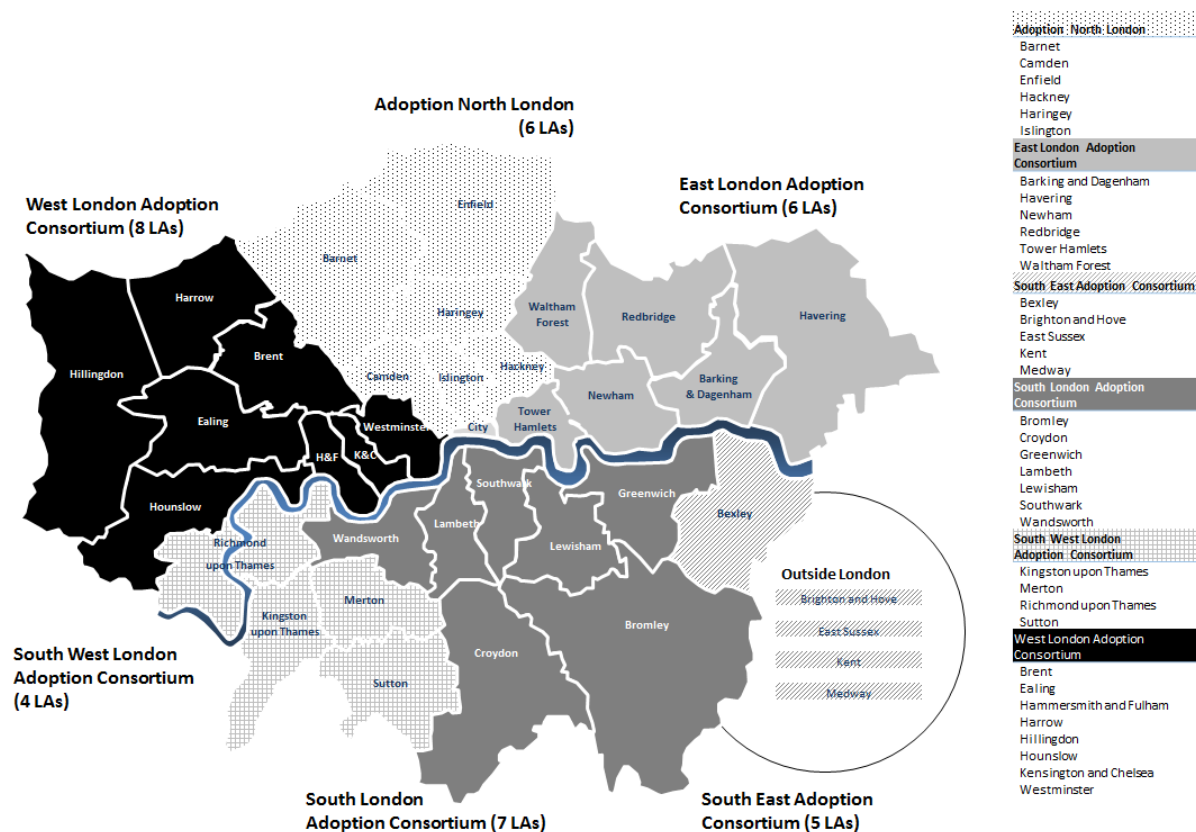 Adoption North London
(6 LAs)
West London Adoption
Consortium (8 LAs)
East London Adoption
Consortium (6 LAs)
Enfield
Barnet
Harrow
Haringey
Waltham
Forest
Redbridge
Havering
Brent
Hillingdon
Camden
Islington
Hackney
Newham
Barking
& Dagenham
Ealing
Westminster
City
Tower
Hamlets
H&F
K&C
Hounslow
Southwark
Greenwich
Bexley
Lambeth
Wandsworth
Lewisham
Richmond
upon Thames
Merton
Kingston
upon Thames
Bromley
Croydon
Sutton
Outside London
Brighton and Hove
East Sussex
Kent
Medway
South West London
Adoption Consortium
(4 LAs)
South London
Adoption Consortium (7 LAs)
South East Adoption
Consortium (5 LAs)
Adoption North London
Barnet
Camden
Enfield
Hackney
Haringey
Islington
East London Adoption
Consortium
Barking and Dagenham
Havering
Newham
Redbridge
Tower Hamlets
Waltham Forest
South East Adoption Consortium
Bexley
Brighton and Hove
East Sussex
Kent
Medway
South London Adoption
Consortium
Bromley
Croydon
Greenwich
Lambeth
Lewisham
Southwark
Wandsworth
South West London
Adoption Consortium
Kingston upon Thames
Merton
Richmond upon Thames
Sutton
West London Adoption
Consortium
Brent
Ealing
Hammersmith and Fulham
Harrow
Hillingdon
Hounslow
Kensington and Chelsea
Westminster